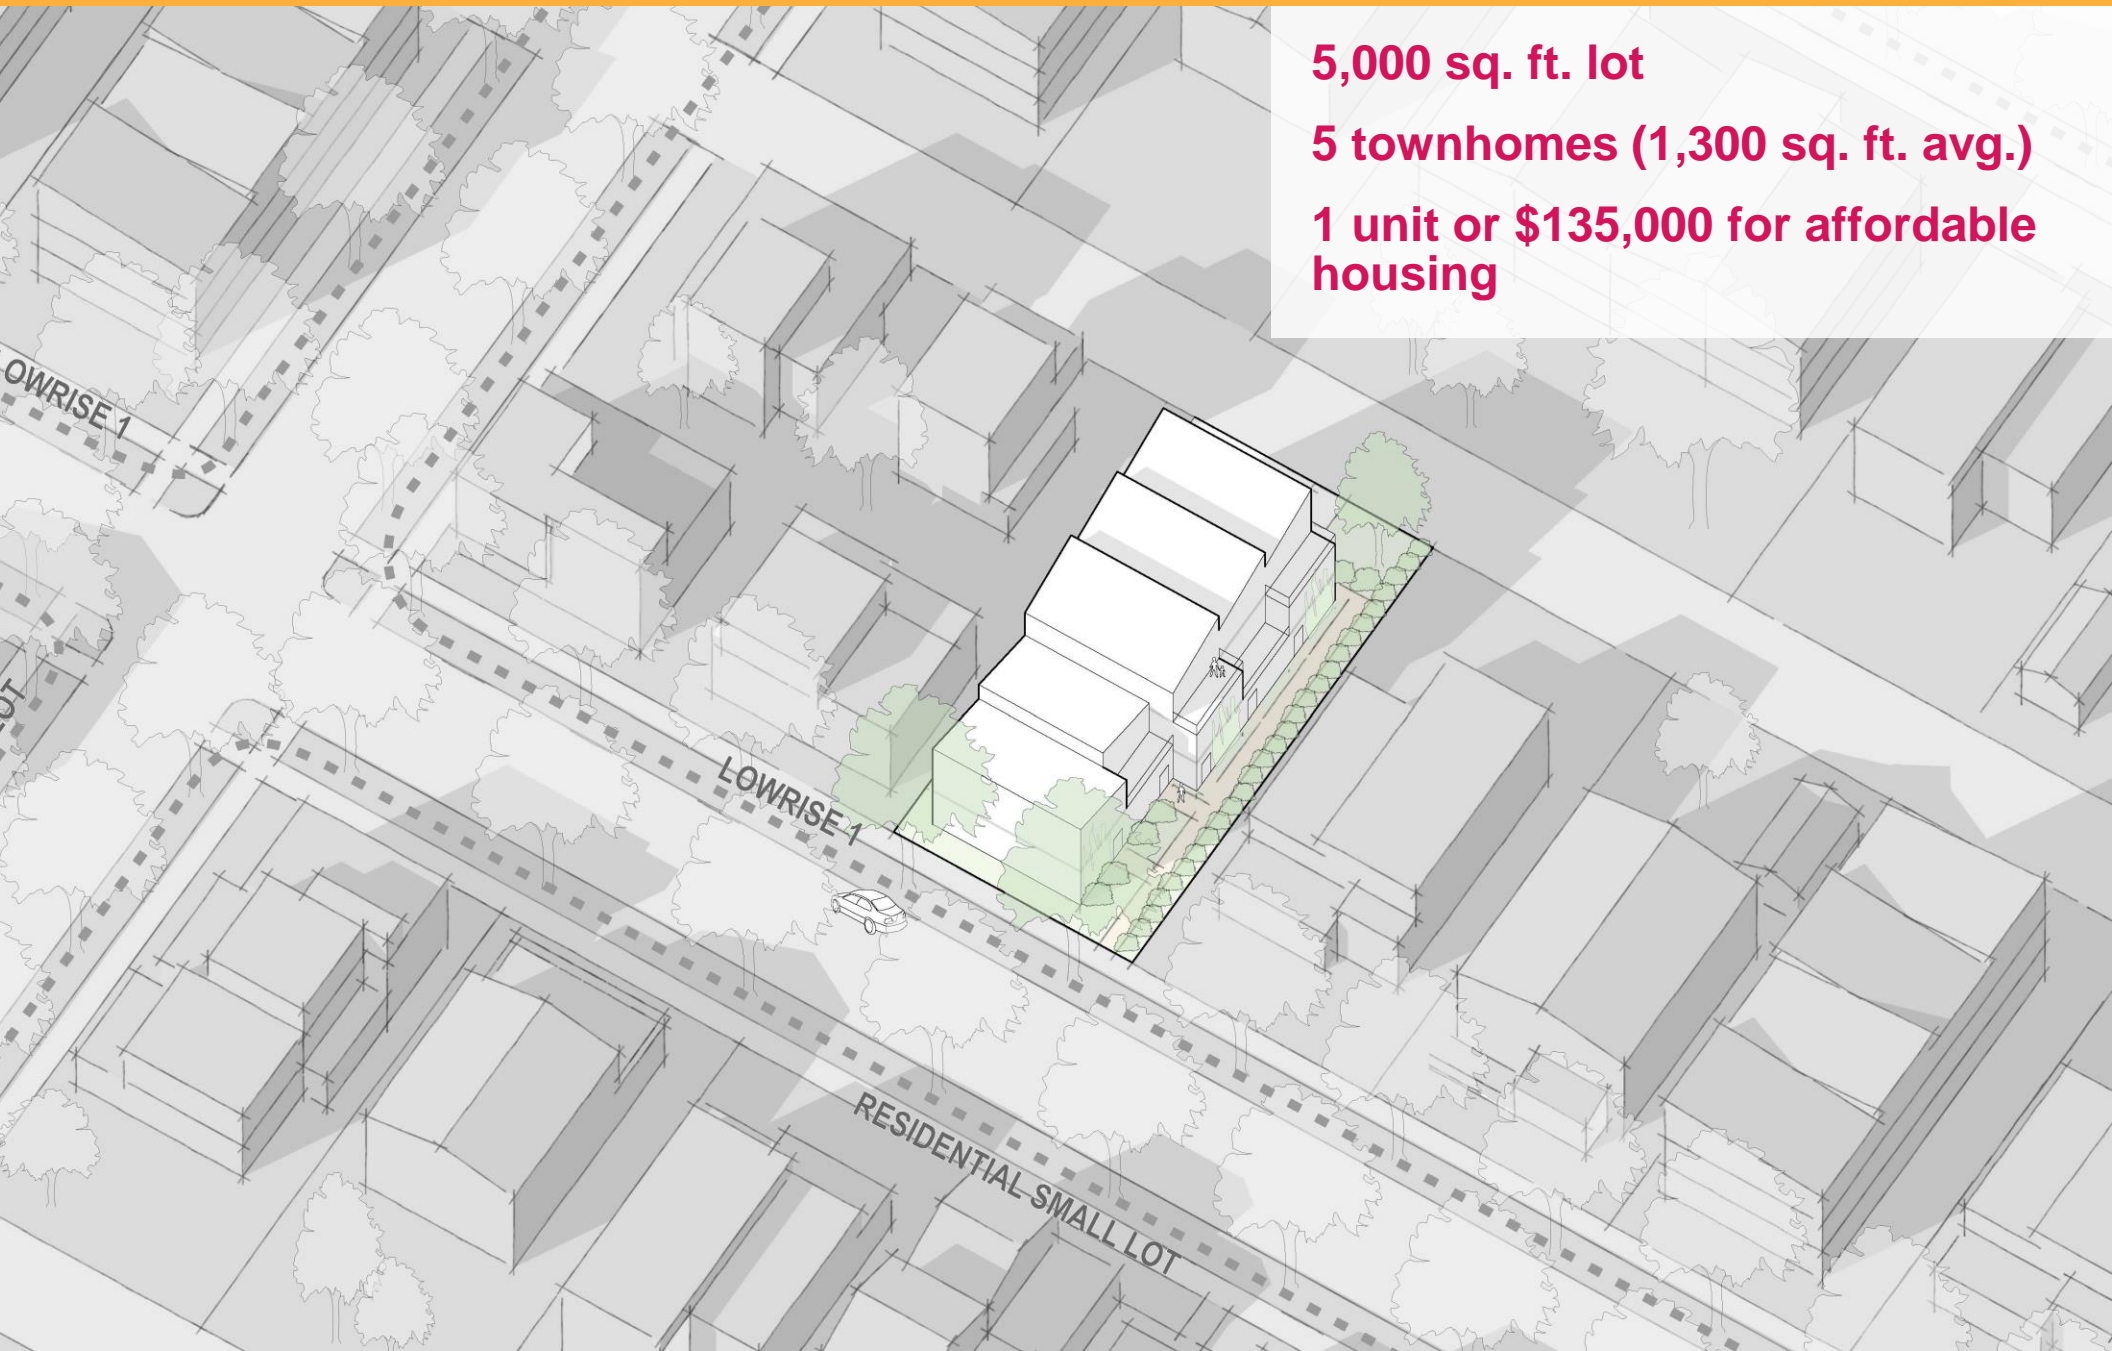 5,000 sq. ft. lot
5 townhomes (1,300 sq. ft. avg.)
1 unit or $135,000 for affordable
housing
OWRISE 1
LOWRISE 1
RESIDENTIAL SMALL LOT